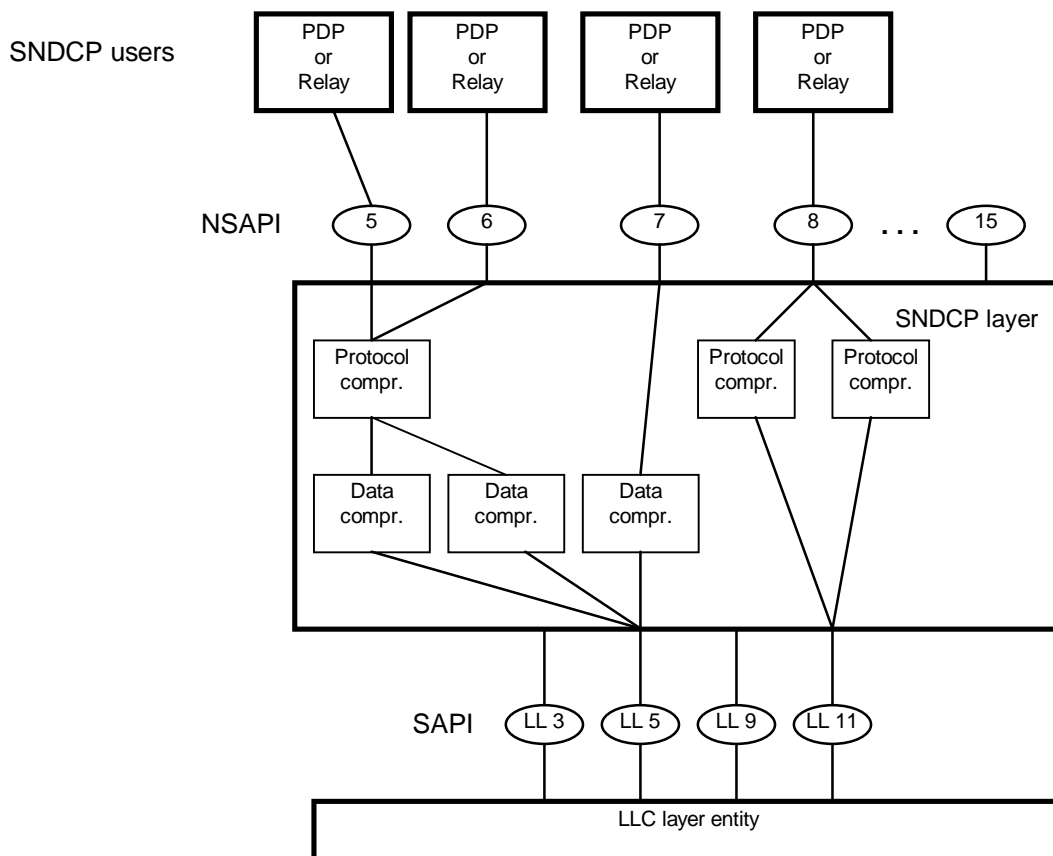 SNDCP users
PDP
or
Relay
PDP
or
Relay
PDP
or
Relay
PDP
or
Relay
NSAPI
5
6
7
8
. . .
15
SNDCP layer
Protocol
compr.
Protocol
compr.
Protocol
compr.
Data
compr.
Data
compr.
Data
compr.
SAPI
LL 3
LL 5
LL 9
LL 11
LLC layer entity